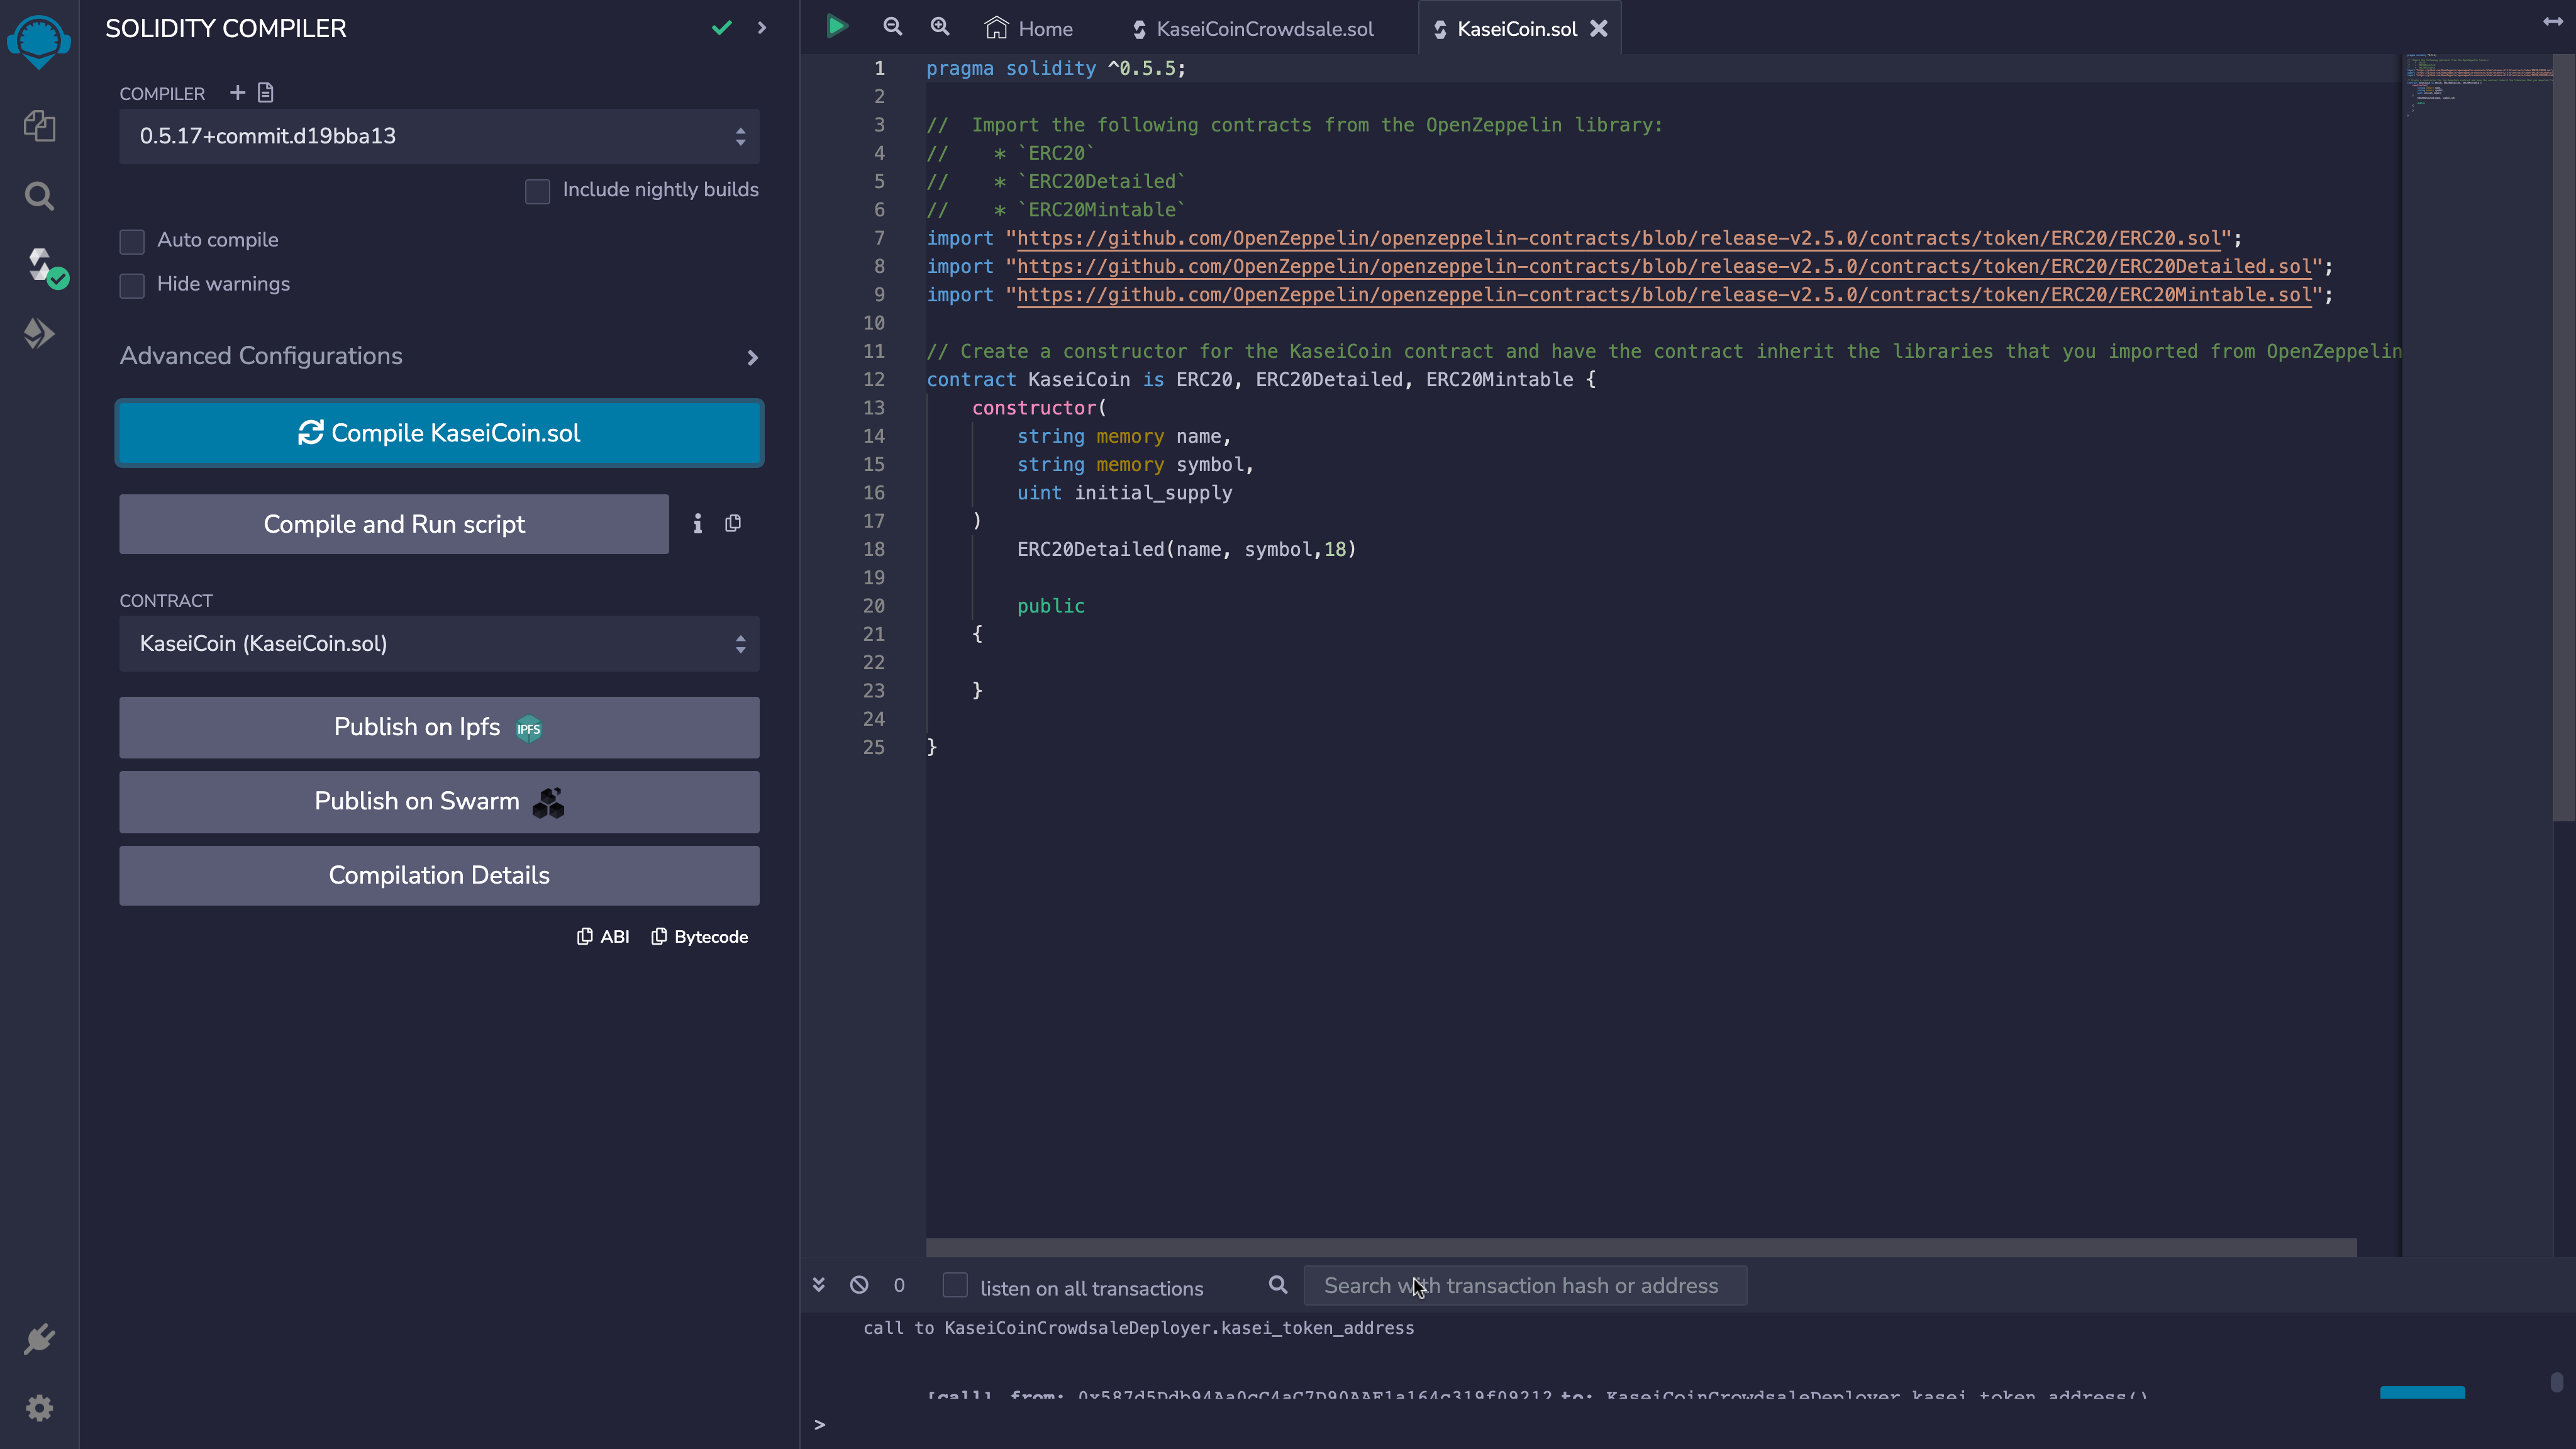 SOLIDITY COMPILER
COMPILER
0.5.17+commit.d19bba13
Include nightly builds
Auto compile
Hide warnings
Advanced Configurations
Compile KaseiCoin.sol
Compile and Run script
CONTRACT
KaseiCoin (KaseiCoin.sol)
Publish on Ipfs IPFS
Publish on Swarm
Compilation Details
ABI Bytecode
Home KaseiCoinCrowdsale.sol KaseiCoin.sol
1 pragma solidity ^0.5.5;
2
3 //  Import the following contracts from the OpenZeppelin library:
4 //    * `ERC20`
5 //    * `ERC20Detailed`
6 //    * `ERC20Mintable`
7 import "https://github.com/OpenZeppelin/openzeppelin-contracts/blob/release-v2.5.0/contracts/token/ERC20/ERC20.sol";
8 import "https://github.com/OpenZeppelin/openzeppelin-contracts/blob/release-v2.5.0/contracts/token/ERC20/ERC20Detailed.sol";
9 import "https://github.com/OpenZeppelin/openzeppelin-contracts/blob/release-v2.5.0/contracts/token/ERC20/ERC20Mintable.sol";
10
11 // Create a constructor for the KaseiCoin contract and have the contract inherit the libraries that you imported from OpenZeppelin
12 contract KaseiCoin is ERC20, ERC20Detailed, ERC20Mintable {
13     constructor(
14         string memory name,
15         string memory symbol,
16         uint initial_supply
17     )
18         ERC20Detailed(name, symbol,18)
19
20         public
21     {
22
23     }
24
25 }
0 listen on all transactions Search with transaction hash or address
call to KaseiCoinCrowdsaleDeployer.kasei_token_address
[call] from: to: KaseiCoinCrowdsaleDeployer.kasei_token_address()
>